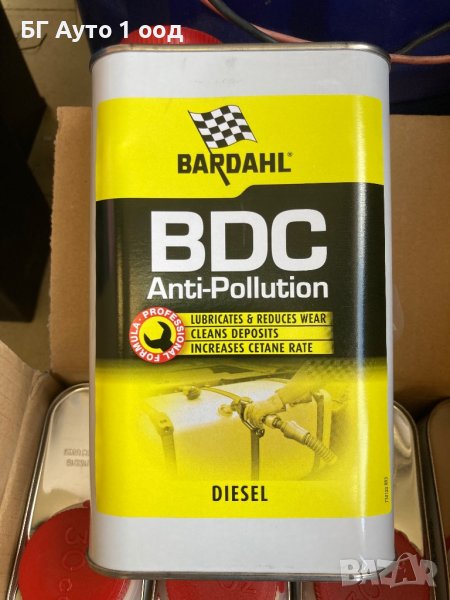 БГ Ауто 1 оод
BARDAHL®
BDC
Anti-Pollution
PROFESSIONAL FORMULA
LUBRICATES & REDUCES WEAR
CLEANS DEPOSITS
INCREASES CETANE RATE
DIESEL
BAZAR